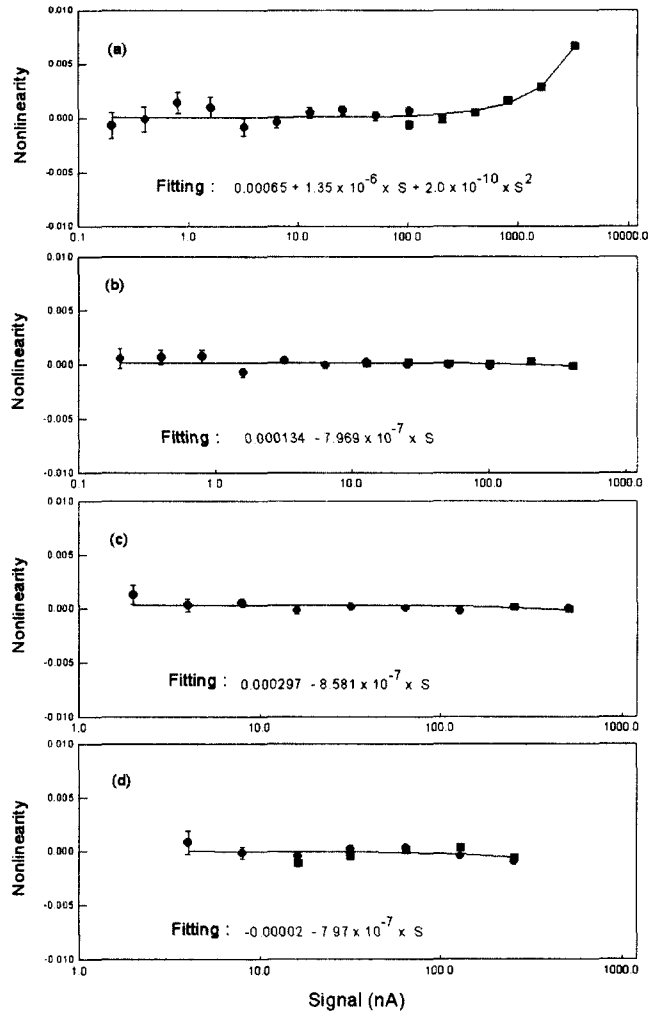 0.010
(a)
0.005
0.000
-0.005
-0.010
Nonlinearity
Fitting : 0.00065 + 1.35 x 10^-6 x S + 2.0 x 10^-10 x S^2
0.1 1.0 10.0 100.0 1000.0 10000.0
0.010
(b)
0.005
0.000
-0.005
-0.010
Nonlinearity
Fitting : 0.000134 - 7.969 x 10^-7 x S
0.1 1.0 10.0 100.0 1000.0
0.010
(c)
0.005
0.000
-0.005
-0.010
Nonlinearity
Fitting : 0.000297 - 8.581 x 10^-7 x S
1.0 10.0 100.0 1000.0
0.010
(d)
0.005
0.000
-0.005
-0.010
Nonlinearity
Fitting : -0.00002 - 7.97 x 10^-7 x S
1.0 10.0 100.0 1000.0
Signal (nA)